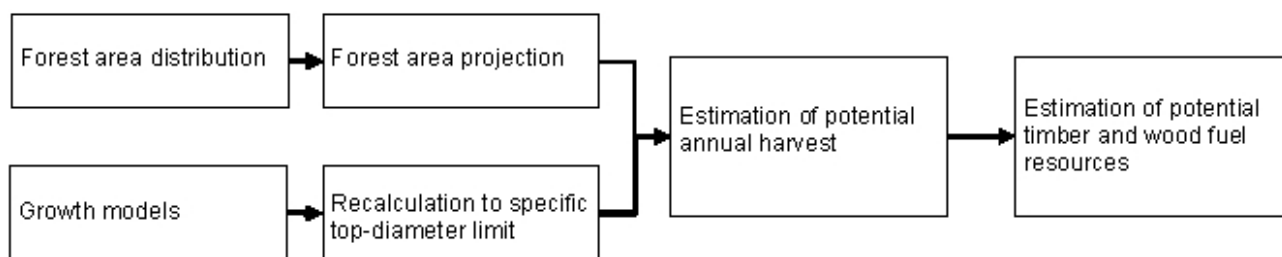 Forest area distribution
Forest area projection
Growth models
Recalculation to specific
top-diameter limit
Estimation of potential
annual harvest
Estimation of potential
timber and wood fuel
resources